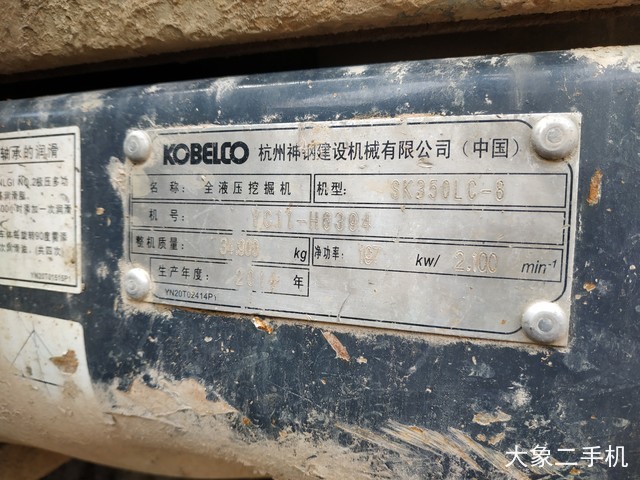 轴承的润滑
KOBELCO 杭州神钢建设机械有限公司（中国）
名称： 全液压挖掘机 机型： SK350LC-8
机号： YC11-H6304
整机质量： kg 净功率： 187 kw/ 2,100 min⁻¹
生产年度： 年
YN20T02414P1
大象二手机